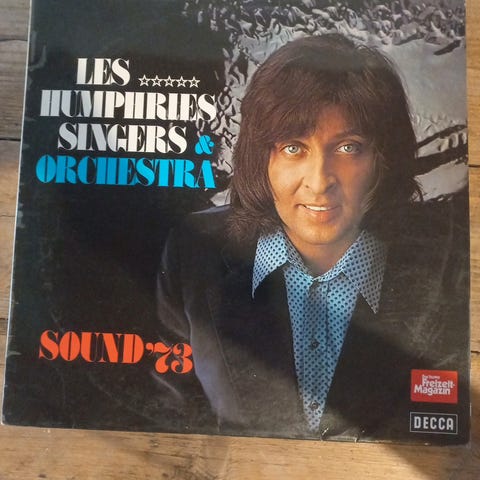 LES ☆☆☆☆☆
HUMPHRIES
SINGERS &
ORCHESTRA
SOUND '73
Freizeit-
Magazin
DECCA